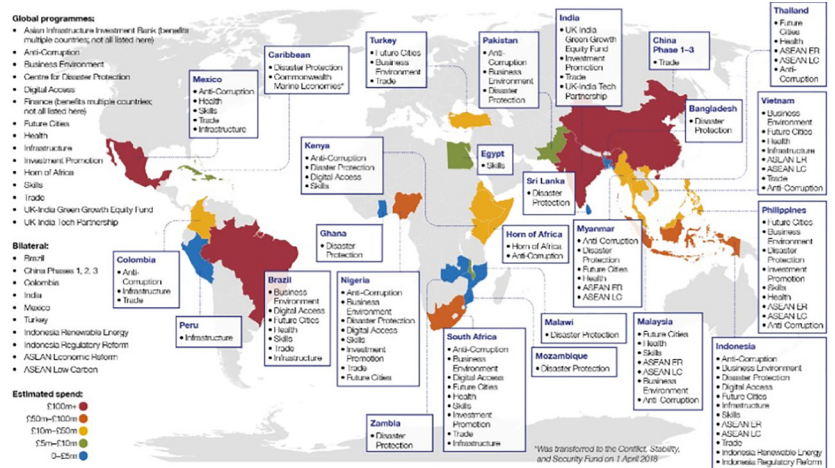 Global programmes:
• Asian Infrastructure Investment Bank (benefits
multiple countries; not all listed here)
• Anti-Corruption
• Business Environment
• Centre for Disaster Protection
• Digital Access
• Finance (benefits multiple countries;
not all listed here)
• Future Cities
• Health
• Infrastructure
• Investment Promotion
• Horn of Africa
• Skills
• Trade
• UK-India Green Growth Equity Fund
• UK-India Tech Partnership
Bilateral:
• Brazil
• China Phases 1, 2, 3
• Colombia
• India
• Mexico
• Turkey
• Indonesia Renewable Energy
• Indonesia Regulatory Reform
• ASEAN Economic Reform
• ASEAN Low Carbon
Estimated spend:
£100m+
£50m–£100m
£10m–£50m
£5m–£10m
0–£5m
Mexico
• Anti-Corruption
• Health
• Skills
• Trade
• Infrastructure
Caribbean
• Disaster Protection
• Commonwealth
Marine Economies*
Turkey
• Future Cities
• Business
Environment
• Trade
Pakistan
• Anti-
Corruption
• Business
Environment
• Disaster
Protection
India
• UK-India
Green Growth
Equity Fund
• Investment
Promotion
• Trade
• UK-India Tech
Partnership
China
Phase 1–3
• Trade
Thailand
• Future
Cities
• Health
• ASEAN ER
• ASEAN LC
• Anti-
Corruption
Bangladesh
• Disaster
Protection
Vietnam
• Business
Environment
• Future Cities
• Health
• Infrastructure
• ASEAN ER
• ASEAN LC
• Trade
• Anti-Corruption
Kenya
• Anti-Corruption
• Disaster Protection
• Digital Access
• Skills
Egypt
• Skills
Sri Lanka
• Disaster
Protection
Philippines
• Future Cities
• Business
Environment
• Disaster
Protection
• Investment
Promotion
• Skills
• Health
• ASEAN ER
• ASEAN LC
• Anti Corruption
Ghana
• Disaster
Protection
Horn of Africa
• Horn of Africa
• Anti-Corruption
Myanmar
• Anti Corruption
• Disaster
Protection
• Future Cities
• Health
• ASEAN ER
• ASEAN LC
Colombia
• Anti-
Corruption
• Infrastructure
• Trade
Peru
• Infrastructure
Brazil
• Business
Environment
• Digital Access
• Future Cities
• Health
• Skills
• Trade
• Infrastructure
Nigeria
• Anti-Corruption
• Business
Environment
• Disaster Protection
• Digital Access
• Skills
• Investment
Promotion
• Trade
• Future Cities
South Africa
• Anti-Corruption
• Business
Environment
• Digital Access
• Future Cities
• Health
• Skills
• Investment
Promotion
• Trade
• Infrastructure
Malawi
• Disaster Protection
Mozambique
• Disaster Protection
Malaysia
• Future Cities
• Health
• Skills
• ASEAN ER
• ASEAN LC
• Business
Environment
• Anti Corruption
Indonesia
• Anti-Corruption
• Business Environment
• Disaster Protection
• Digital Access
• Future Cities
• Infrastructure
• Skills
• ASEAN ER
• ASEAN LC
• Trade
• Indonesia Renewable Energy
• Indonesia Regulatory Reform
Zambia
• Disaster
Protection
*Was transferred to the Conflict, Stability,
and Security Fund on 1 April 2018